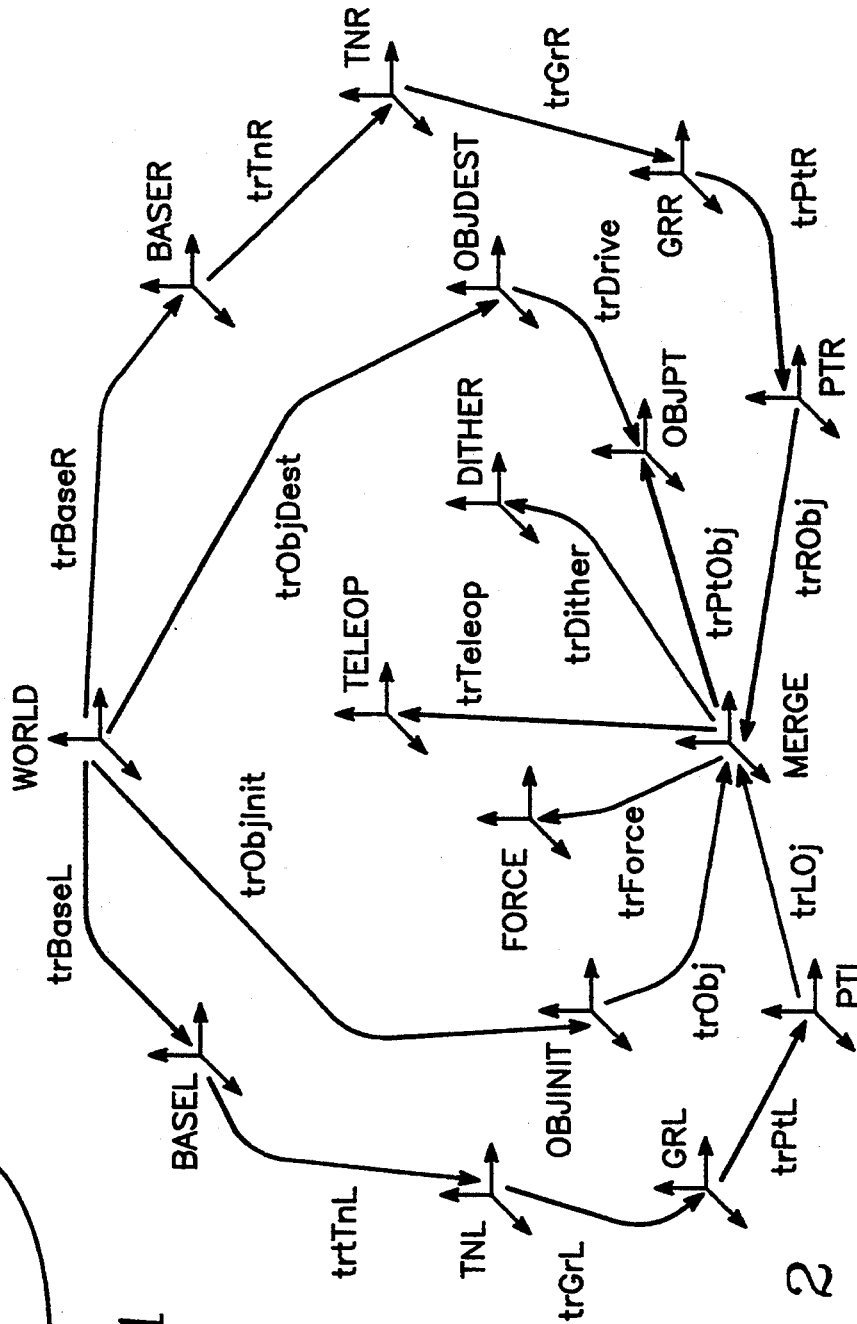 WORLD
trBaseL
trBaseR
BASEL
BASER
trObjInit
trObjDest
trtTnL
trTnR
TNL
TNR
TELEOP
DITHER
OBJDEST
FORCE
OBJINIT
trTeleop
trDither
trDrive
trGrL
trGrR
trForce
trObj
trPtObj
OBJPT
GRL
GRR
trPtL
trPtR
PTL
PTR
trLOj
trRObj
MERGE
2